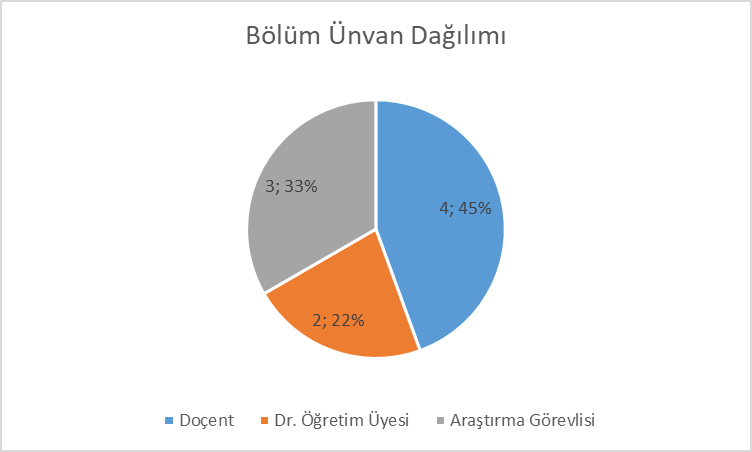 Bölüm Ünvan Dağılımı
3; 33%
4; 45%
2; 22%
Doçent
Dr. Öğretim Üyesi
Araştırma Görevlisi